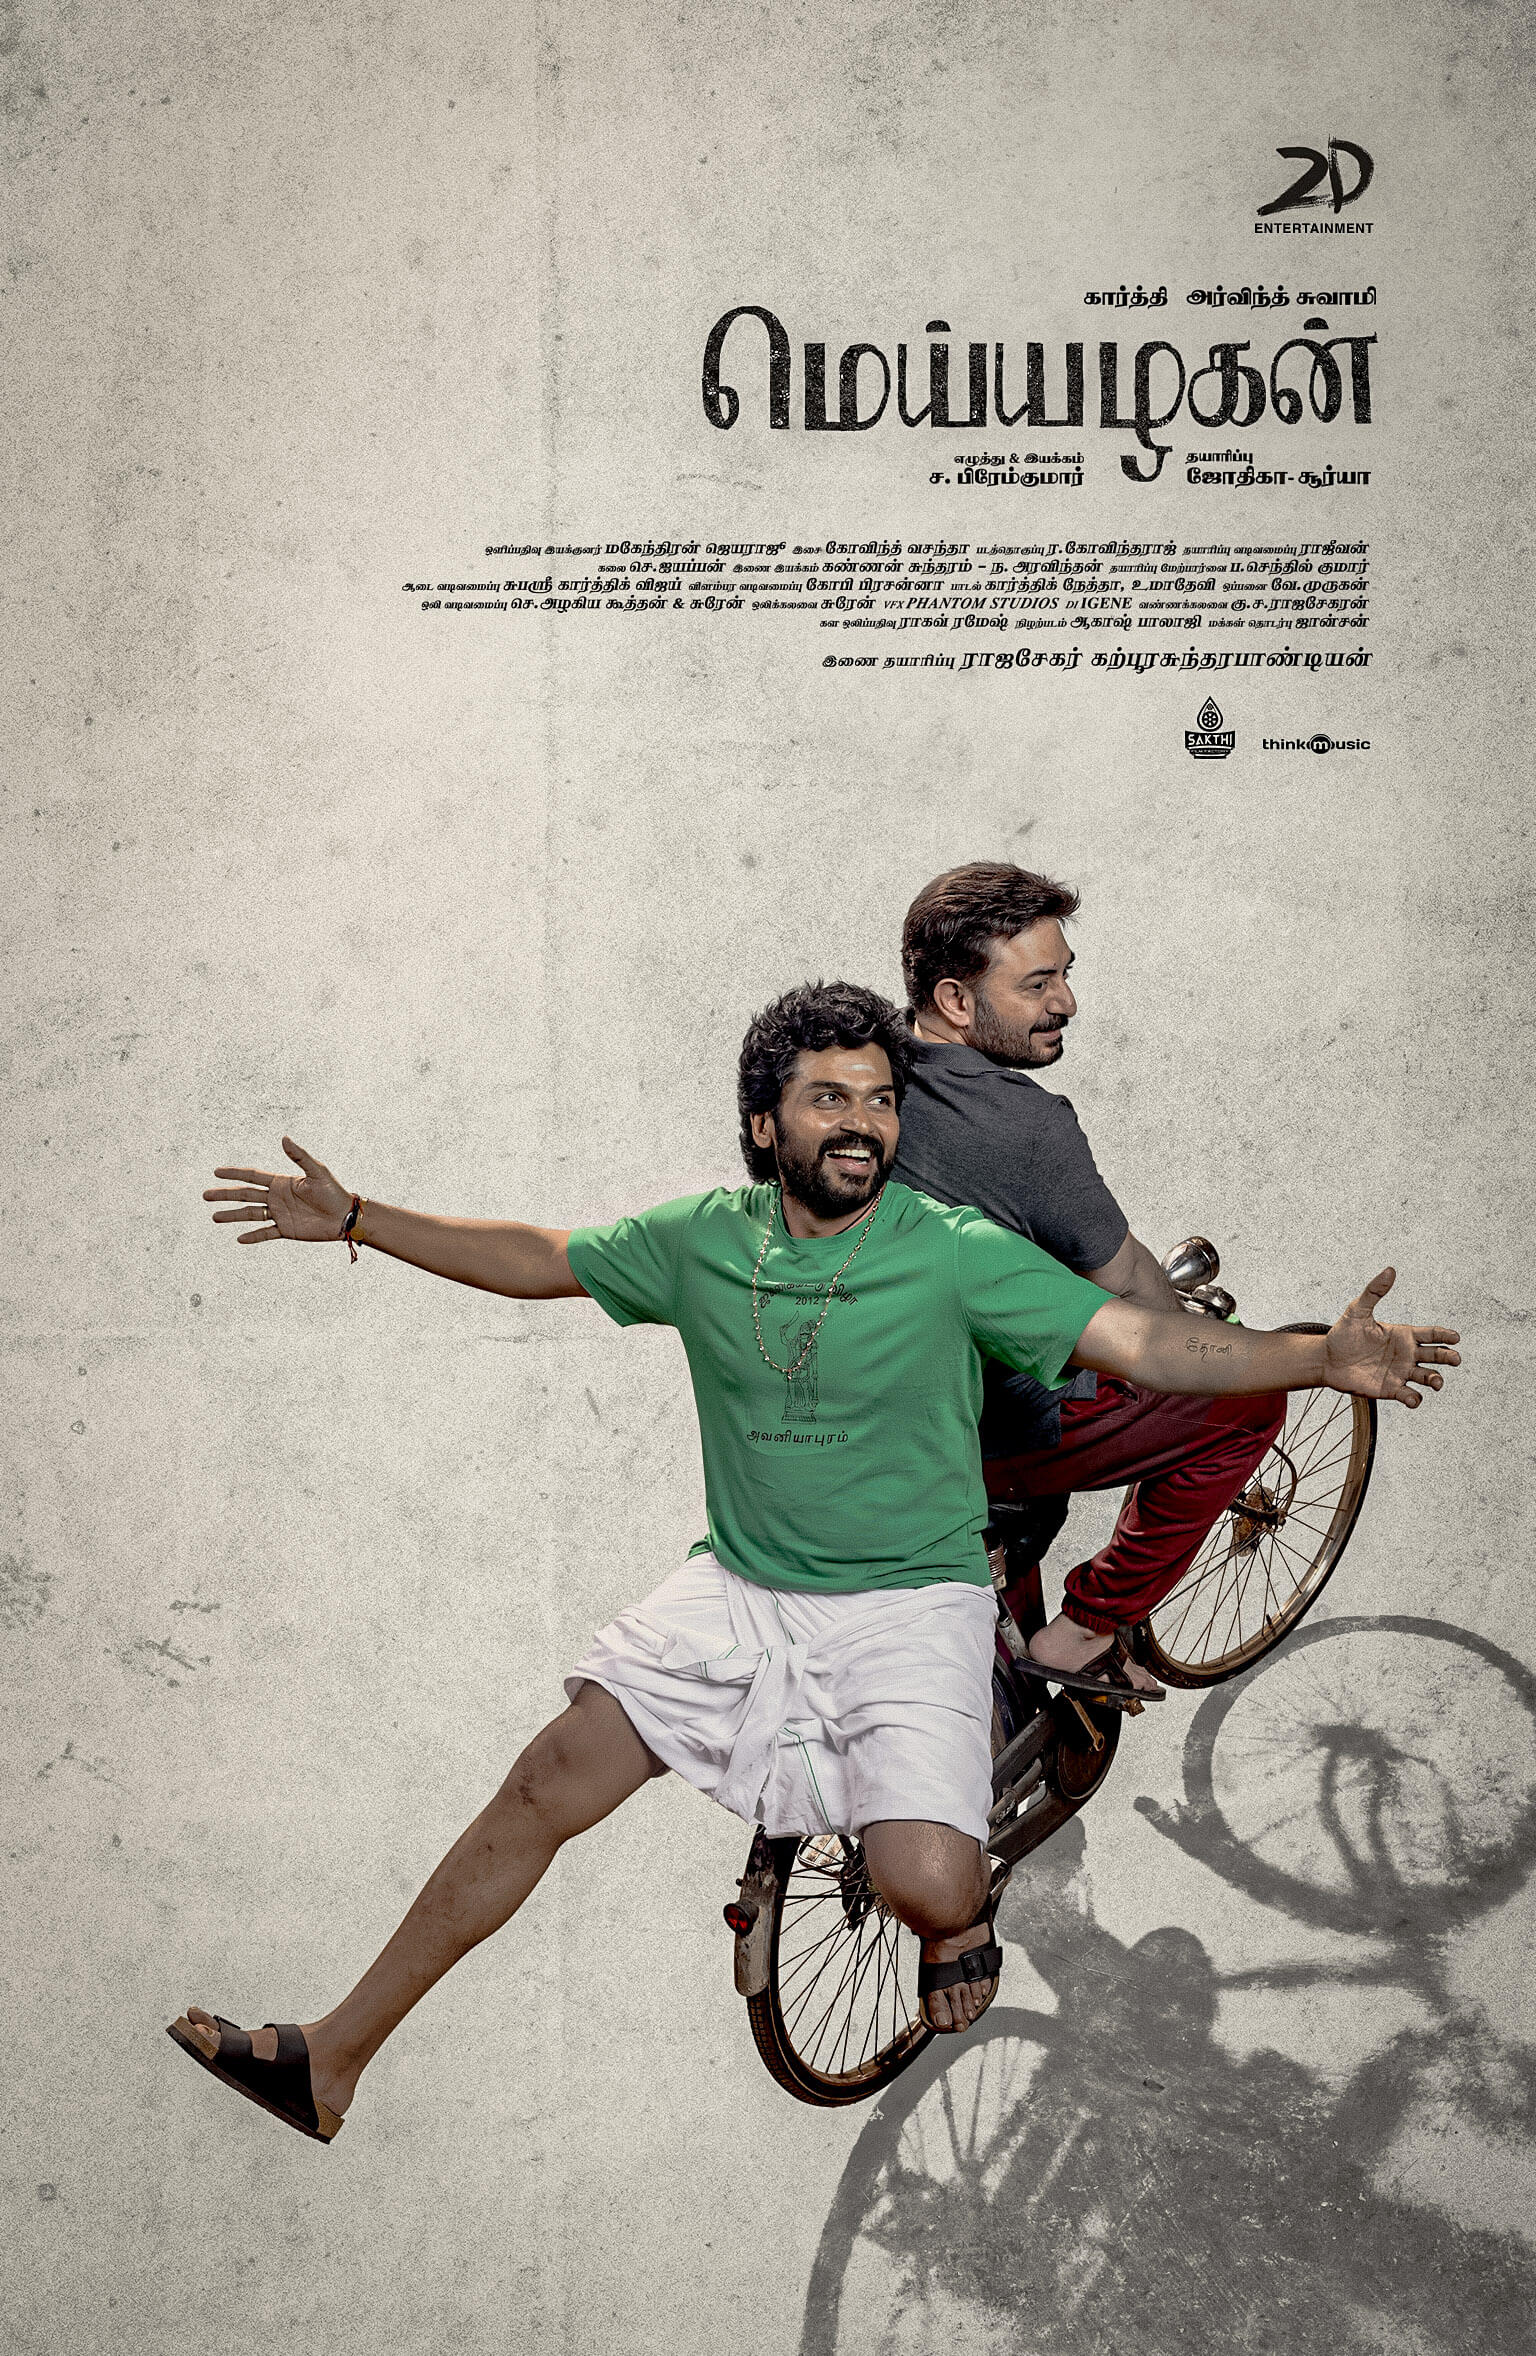 2D
ENTERTAINMENT
கார்த்தி அர்விந்த் சுவாமி
மெய்யழகன்
எழுத்து & இயக்கம்
ச. பிரேம்குமார்
தயாரிப்பு
ஜோதிகா - சூர்யா
ஒளிப்பதிவு இயக்குனர் மகேந்திரன் ஜெயராஜூ இசை கோவிந்த் வசந்தா படத்தொகுப்பு ர.கோவிந்தராஜ் தயாரிப்பு வடிவமைப்பு ராஜீவன்
கலை செ.ஐயப்பன் இணை இயக்கம் கண்ணன் சுந்தரம் – ந. அரவிந்தன் தயாரிப்பு மேற்பார்வை ப.செந்தில் குமார்
ஆடை வடிவமைப்பு சுபஶ்ரீ கார்த்திக் விஜய் விளம்பர வடிவமைப்பு கோபி பிரசன்னா பாடல் கார்த்திக் நேத்தா, உமாதேவி ஒப்பனை வே.முருகன்
ஒலி வடிவமைப்பு செ.அழகிய கூத்தன் & சுரேன் ஒலிக்கலவை சுரேன் VFX PHANTOM STUDIOS DI IGENE வண்ணக்கலவை கு.ச.ராஜசேகரன்
கள ஒலிப்பதிவு ராகவ் ரமேஷ் நிழற்படம் ஆகாஷ் பாலாஜி மக்கள் தொடர்பு ஜான்சன்
இணை தயாரிப்பு ராஜசேகர் கற்பூரசுந்தரபாண்டியன்
SAKTHI
FILM FACTORY
think music
விழா
2012
அவனியாபுரம்
தோனி